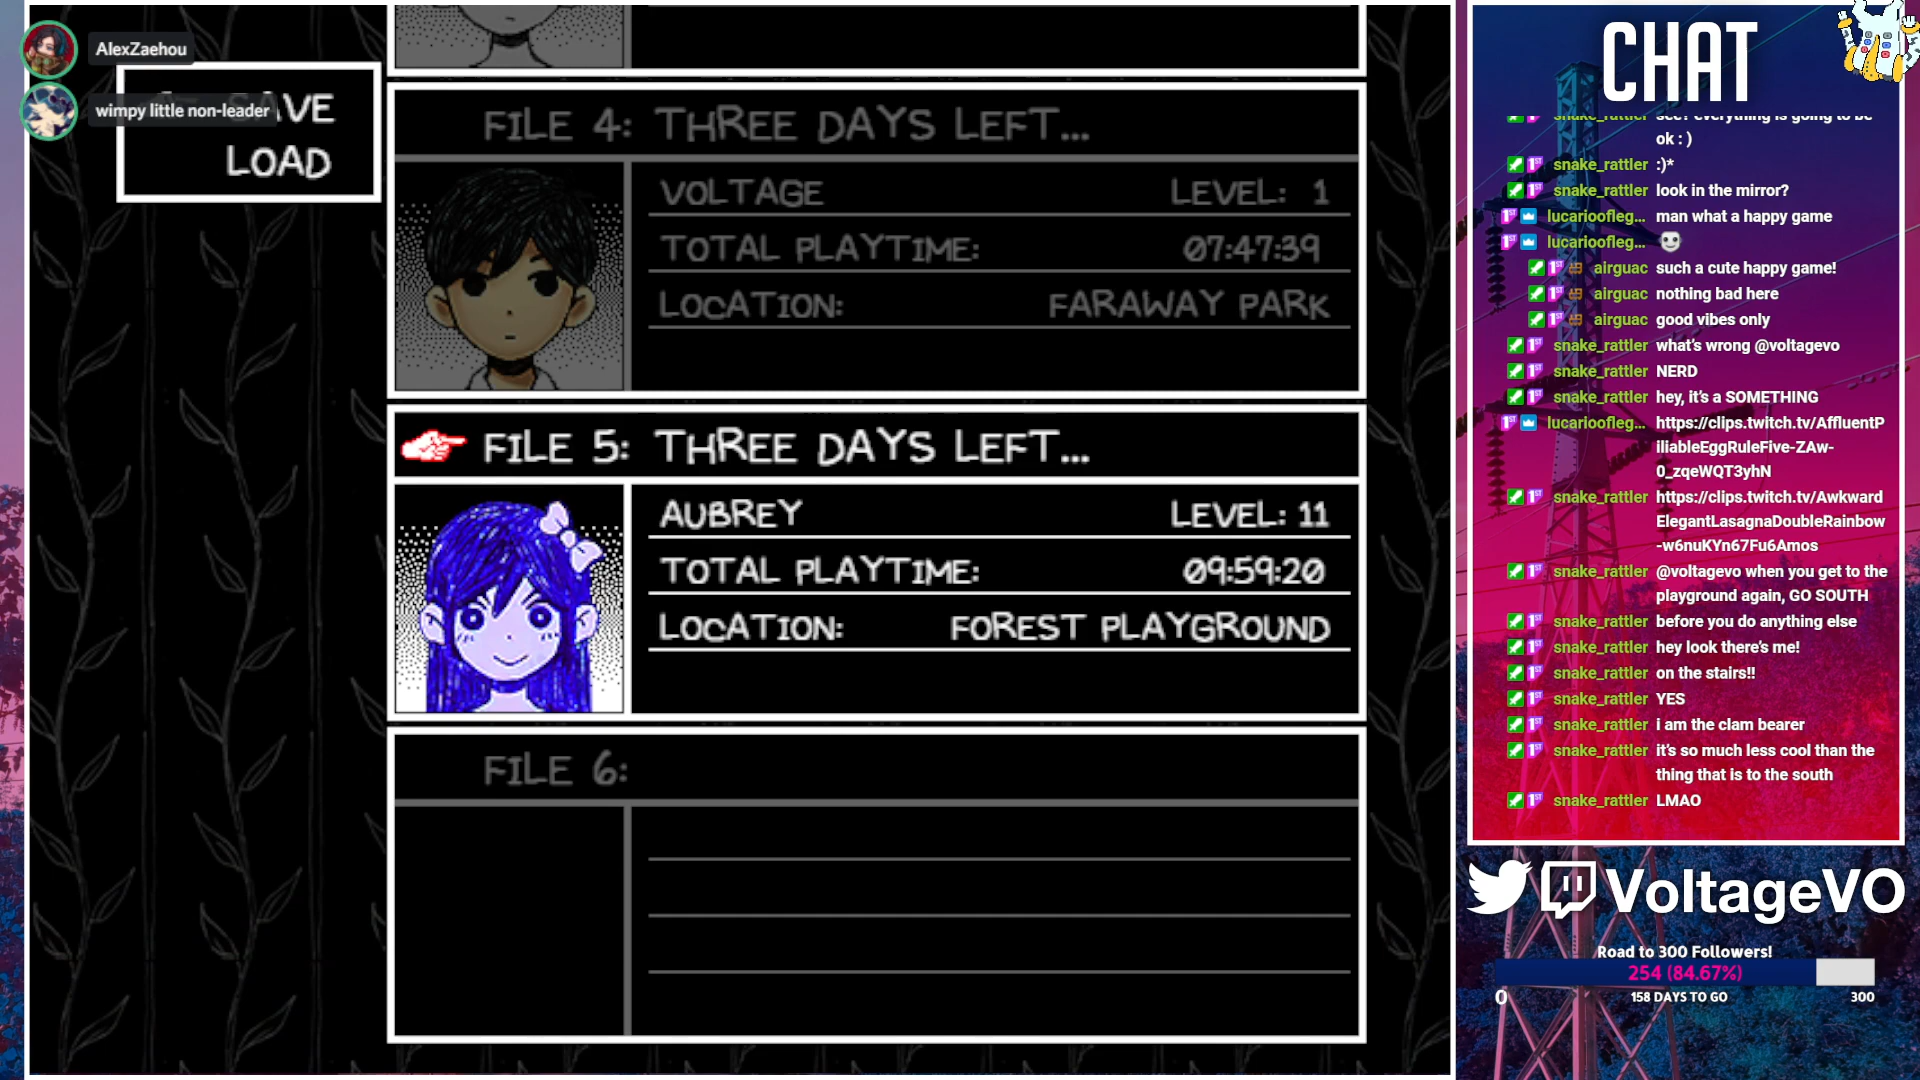 AlexZaehou
wimpy little non-leader
SAVE
LOAD
FILE 4: THREE DAYS LEFT...
VOLTAGE LEVEL: 1
TOTAL PLAYTIME: 07:47:39
LOCATION: FARAWAY PARK
FILE 5: THREE DAYS LEFT...
AUBREY LEVEL: 11
TOTAL PLAYTIME: 09:59:20
LOCATION: FOREST PLAYGROUND
FILE 6:
CHAT
snake_rattler see? everything is going to be
ok : )
snake_rattler :)*
snake_rattler look in the mirror?
lucarioofleg... man what a happy game
lucarioofleg...
airguac such a cute happy game!
airguac nothing bad here
airguac good vibes only
snake_rattler what's wrong @voltagevo
snake_rattler NERD
snake_rattler hey, it's a SOMETHING
lucarioofleg... https://clips.twitch.tv/AffluentP
iliableEggRuleFive-ZAw-
0_zqeWQT3yhN
snake_rattler https://clips.twitch.tv/Awkward
ElegantLasagnaDoubleRainbow
-w6nuKYn67Fu6Amos
snake_rattler @voltagevo when you get to the
playground again, GO SOUTH
snake_rattler before you do anything else
snake_rattler hey look there's me!
snake_rattler on the stairs!!
snake_rattler YES
snake_rattler i am the clam bearer
snake_rattler it's so much less cool than the
thing that is to the south
snake_rattler LMAO
VoltageVO
Road to 300 Followers!
254 (84.67%)
0 158 DAYS TO GO 300